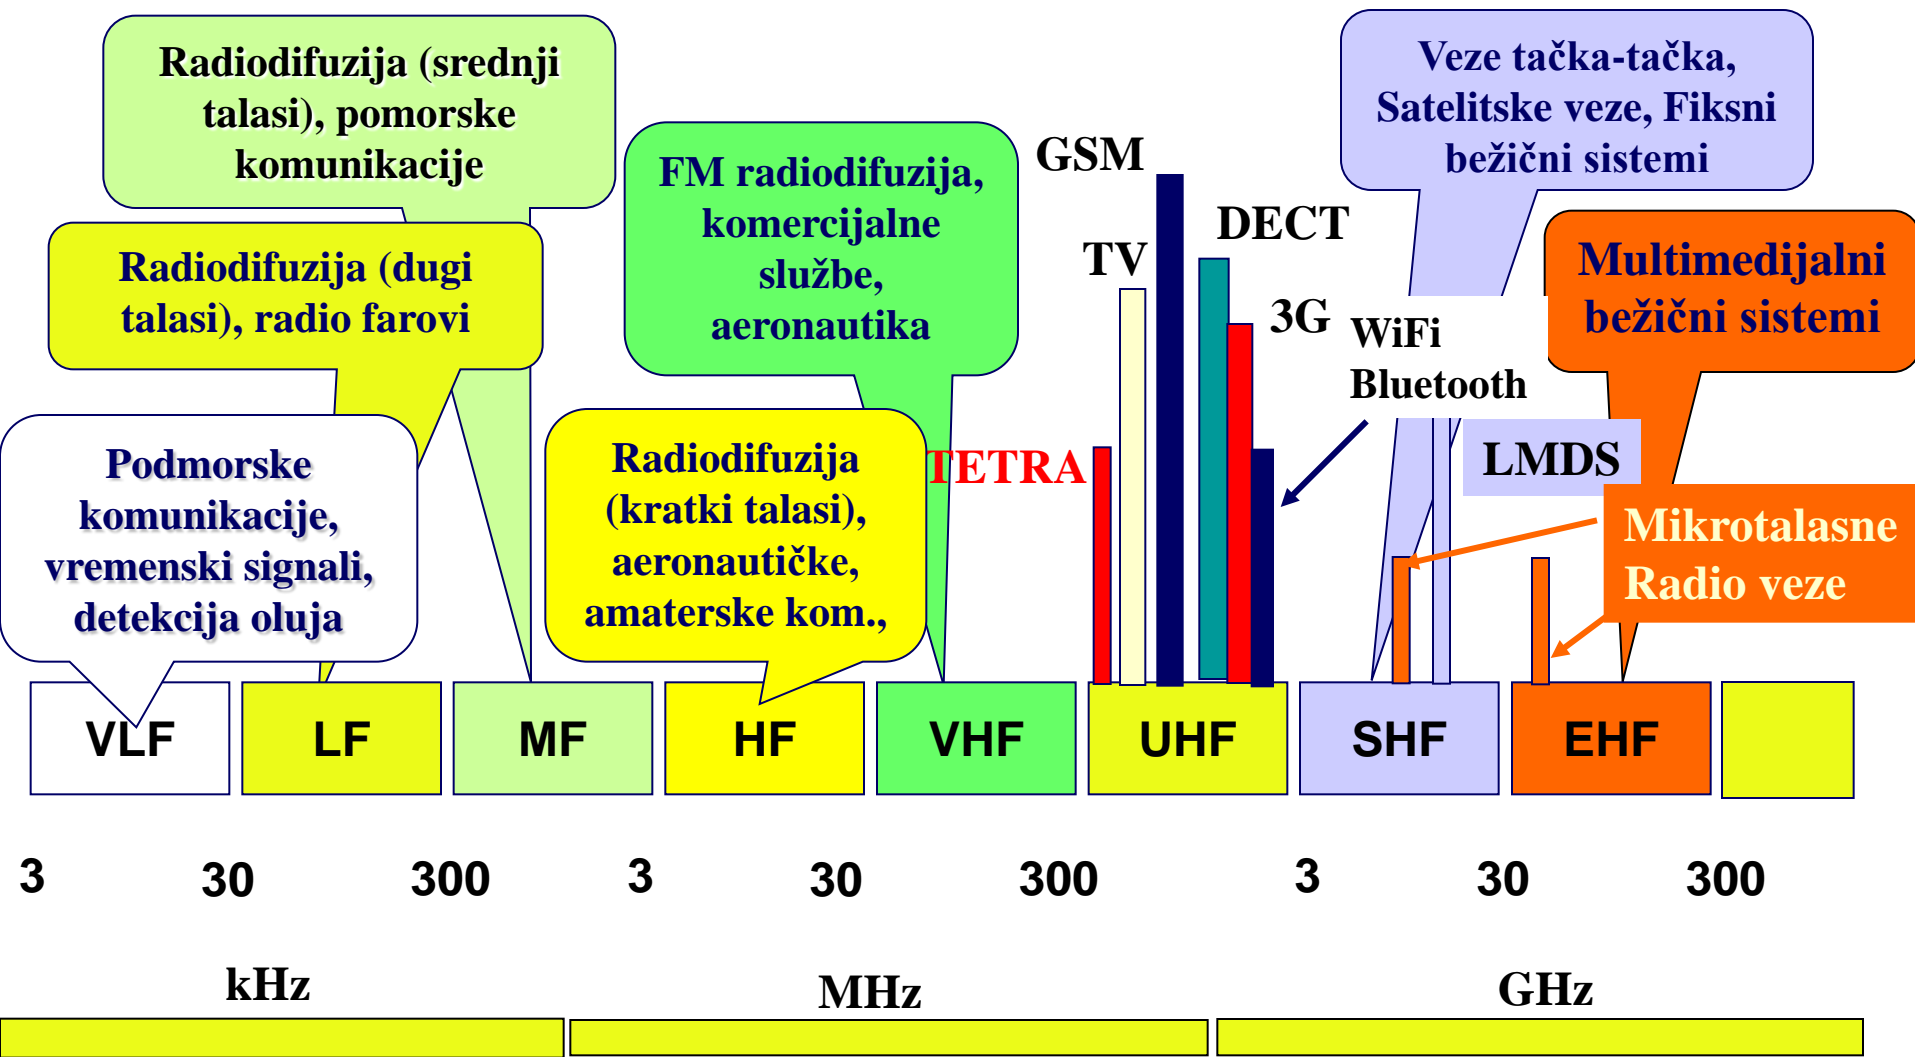 Radiodifuzija (srednji
talasi), pomorske
komunikacije
Radiodifuzija (dugi
talasi), radio farovi
Podmorske
komunikacije,
vremenski signali,
detekcija oluja
FM radiodifuzija,
komercijalne
službe,
aeronautika
Radiodifuzija
(kratki talasi),
aeronautičke,
amaterske kom.,
TETRA
TV
GSM
DECT
3G
WiFi
Bluetooth
Veze tačka-tačka,
Satelitske veze, Fiksni
bežični sistemi
LMDS
Multimedijalni
bežični sistemi
Mikrotalasne
Radio veze
VLF LF MF HF VHF UHF SHF EHF
3 30 300 3 30 300 3 30 300
kHz MHz GHz